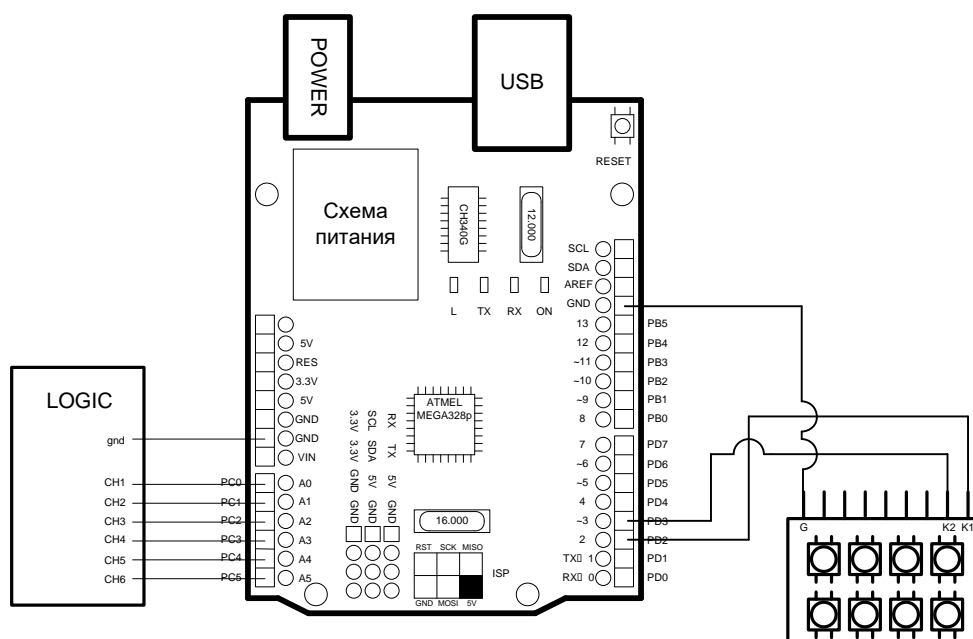 POWER
USB
RESET
Схема
питания
CH340G
12.000
L TX RX ON
SCL
SDA
AREF
GND
13 PB5
12 PB4
~11 PB3
~10 PB2
~9 PB1
8 PB0
7 PD7
~6 PD6
~5 PD5
4 PD4
~3 PD3
2 PD2
TX 1 PD1
RX 0 PD0
5V
RES
3.3V
5V
GND
GND
VIN
LOGIC
gnd
CH1 PC0 A0
CH2 PC1 A1
CH3 PC2 A2
CH4 PC3 A3
CH5 PC4 A4
CH6 PC5 A5
ATMEL
MEGA328p
3.3V 3.3V GND GND
SCL SDA 5V GND
RX TX 5V GND
16.000
RST SCK MISO
ISP
GND MOSI 5V
G K2 K1